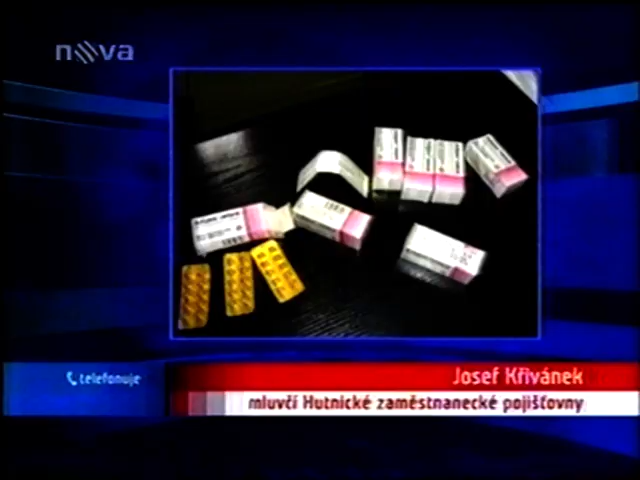 nova
telefonuje
Josef Křivánek
mluvčí Hutnické zaměstnanecké pojišťovny